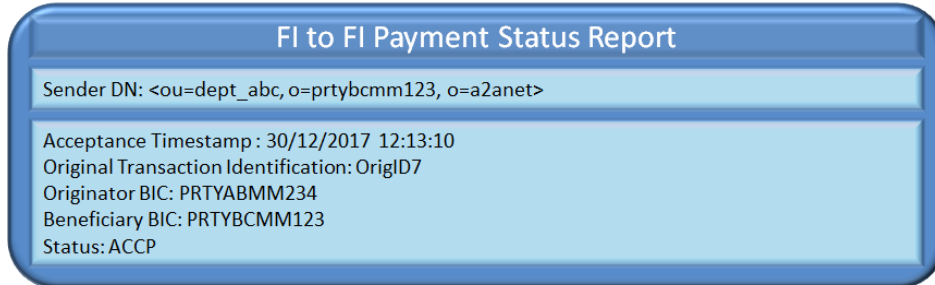 FI to FI Payment Status Report
Sender DN: <ou=dept_abc, o=prtybcmm123, o=a2anet>
Acceptance Timestamp : 30/12/2017 12:13:10
Original Transaction Identification: OrigID7
Originator BIC: PRTYABMM234
Beneficiary BIC: PRTYBCMM123
Status: ACCP